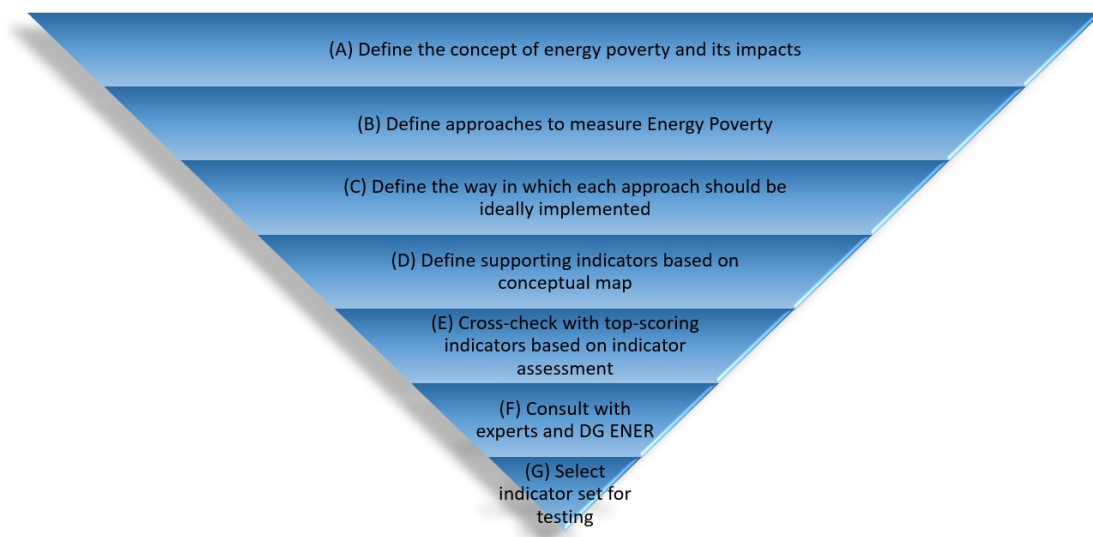 (A) Define the concept of energy poverty and its impacts
(B) Define approaches to measure Energy Poverty
(C) Define the way in which each approach should be
ideally implemented
(D) Define supporting indicators based on
conceptual map
(E) Cross-check with top-scoring
indicators based on indicator
assessment
(F) Consult with
experts and DG ENER
(G) Select
indicator set for
testing